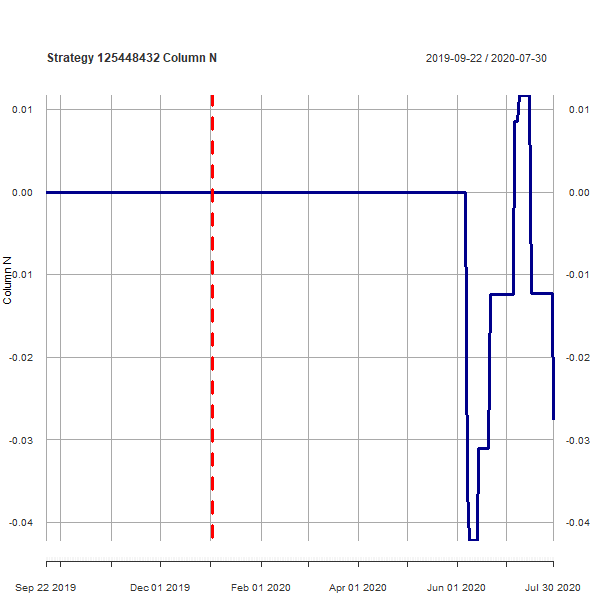 Strategy 125448432 Column N
2019-09-22 / 2020-07-30
0.01
0.01
0.00
0.00
-0.01
-0.01
Column N
-0.02
-0.02
-0.03
-0.03
-0.04
-0.04
Sep 22 2019
Dec 01 2019
Feb 01 2020
Apr 01 2020
Jun 01 2020
Jul 30 2020